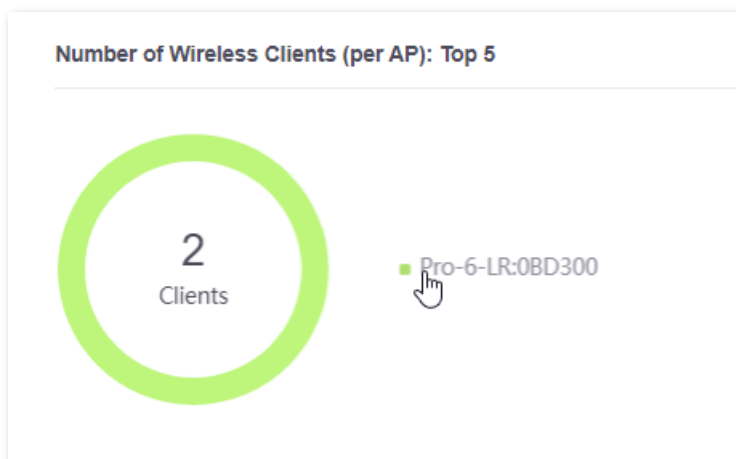 Number of Wireless Clients (per AP): Top 5
2
Clients
Pro-6-LR:0BD300